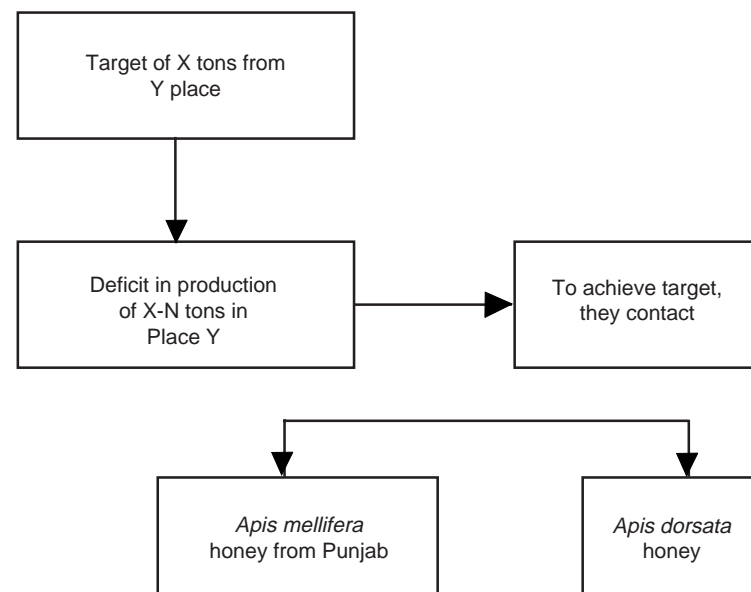 Target of X tons from
Y place
Deficit in production
of X-N tons in
Place Y
To achieve target,
they contact
Apis mellifera
honey from Punjab
Apis dorsata
honey